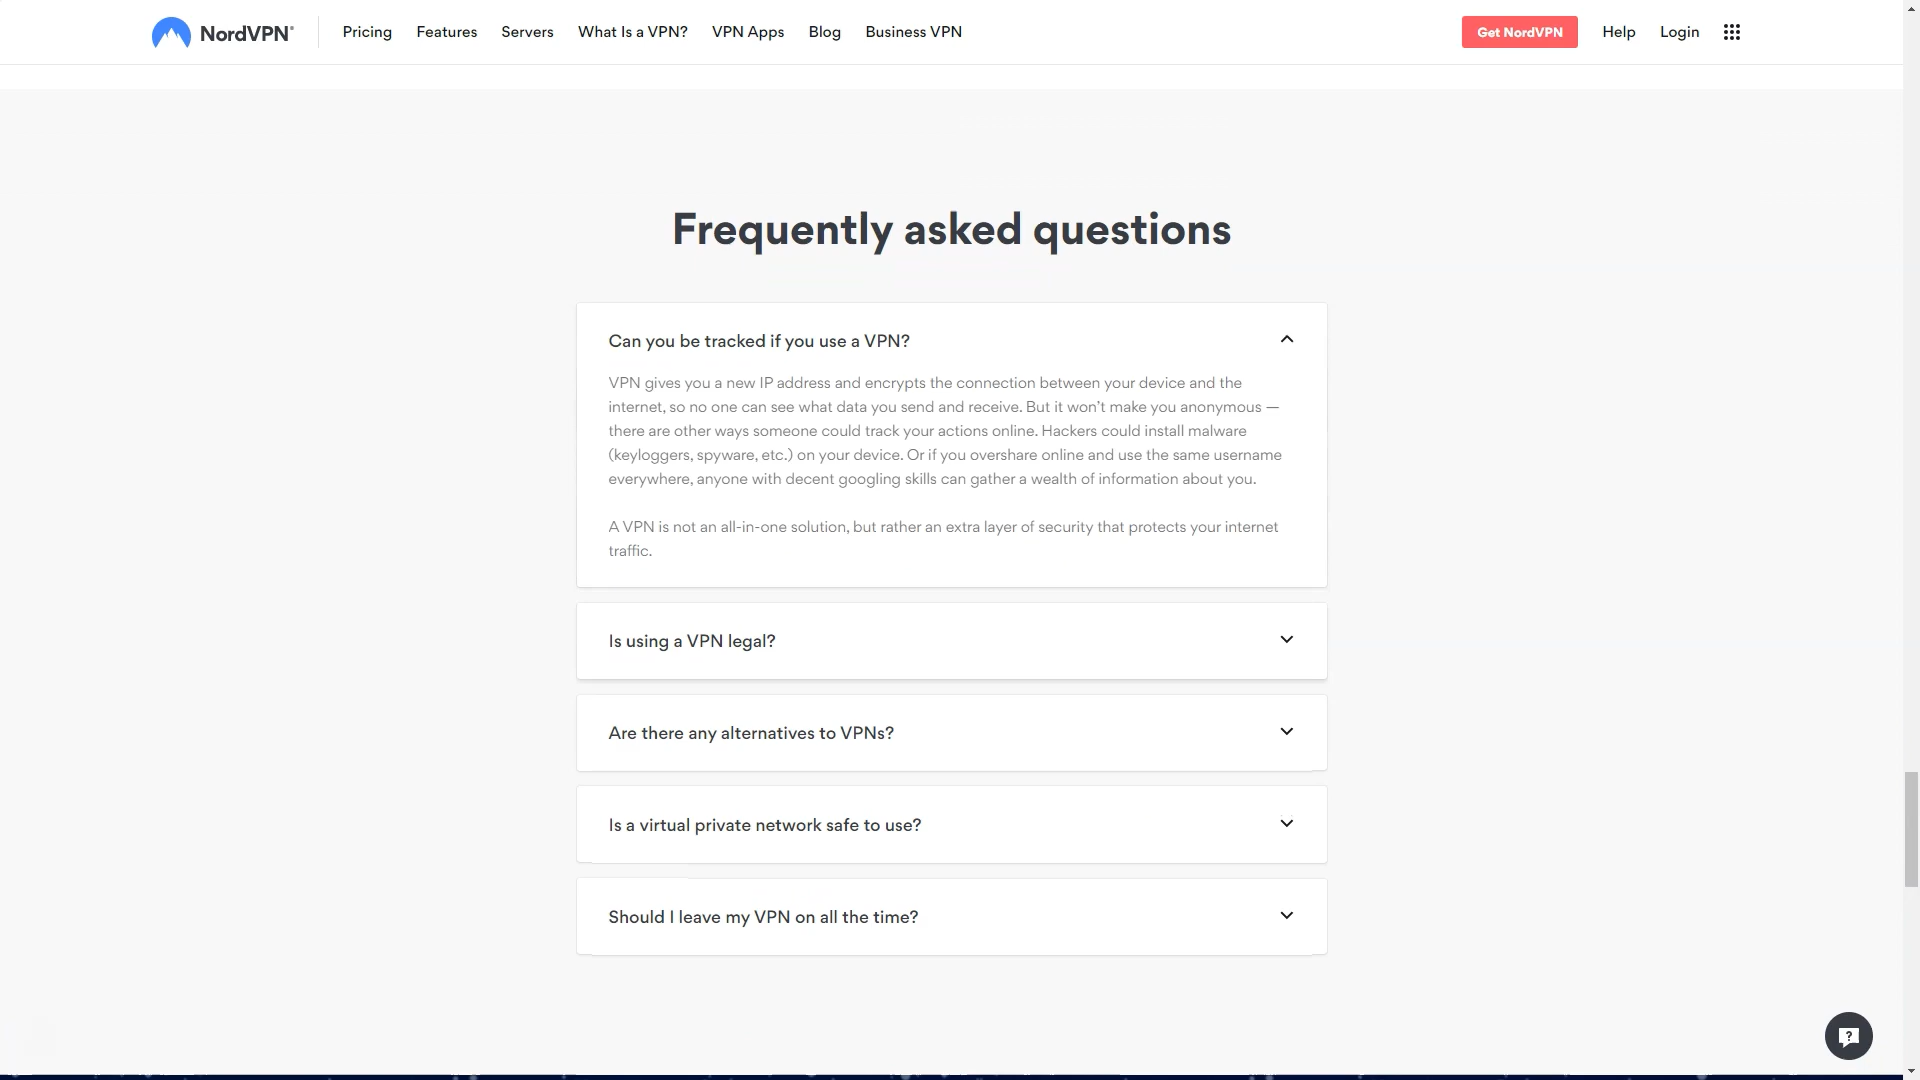 NordVPN®
Pricing
Features
Servers
What Is a VPN?
VPN Apps
Blog
Business VPN
Get NordVPN
Help
Login
Frequently asked questions
Can you be tracked if you use a VPN?
VPN gives you a new IP address and encrypts the connection between your device and the
internet, so no one can see what data you send and receive. But it won’t make you anonymous —
there are other ways someone could track your actions online. Hackers could install malware
(keyloggers, spyware, etc.) on your device. Or if you overshare online and use the same username
everywhere, anyone with decent googling skills can gather a wealth of information about you.
A VPN is not an all-in-one solution, but rather an extra layer of security that protects your internet
traffic.
Is using a VPN legal?
Are there any alternatives to VPNs?
Is a virtual private network safe to use?
Should I leave my VPN on all the time?
?